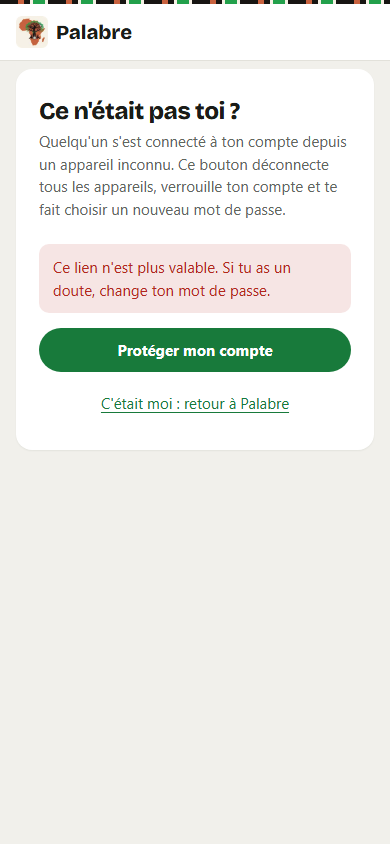 Palabre
Ce n'était pas toi ?
Quelqu'un s'est connecté à ton compte depuis
un appareil inconnu. Ce bouton déconnecte
tous les appareils, verrouille ton compte et te
fait choisir un nouveau mot de passe.
Ce lien n'est plus valable. Si tu as un
doute, change ton mot de passe.
Protéger mon compte
C'était moi : retour à Palabre